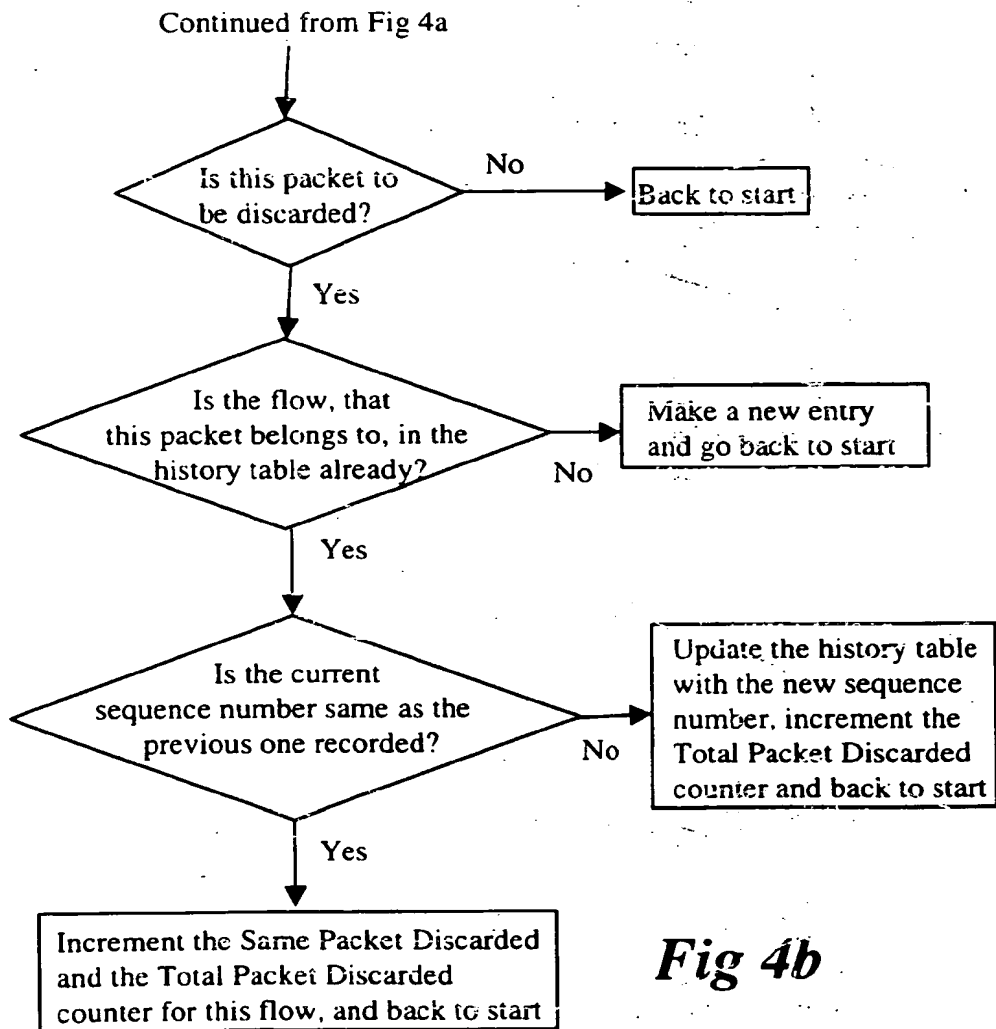 Continued from Fig 4a
Is this packet to
be discarded?
No
Back to start
Yes
Is the flow, that
this packet belongs to, in the
history table already?
No
Make a new entry
and go back to start
Yes
Is the current
sequence number same as the
previous one recorded?
No
Update the history table
with the new sequence
number, increment the
Total Packet Discarded
counter and back to start
Yes
Increment the Same Packet Discarded
and the Total Packet Discarded
counter for this flow, and back to start
Fig 4b